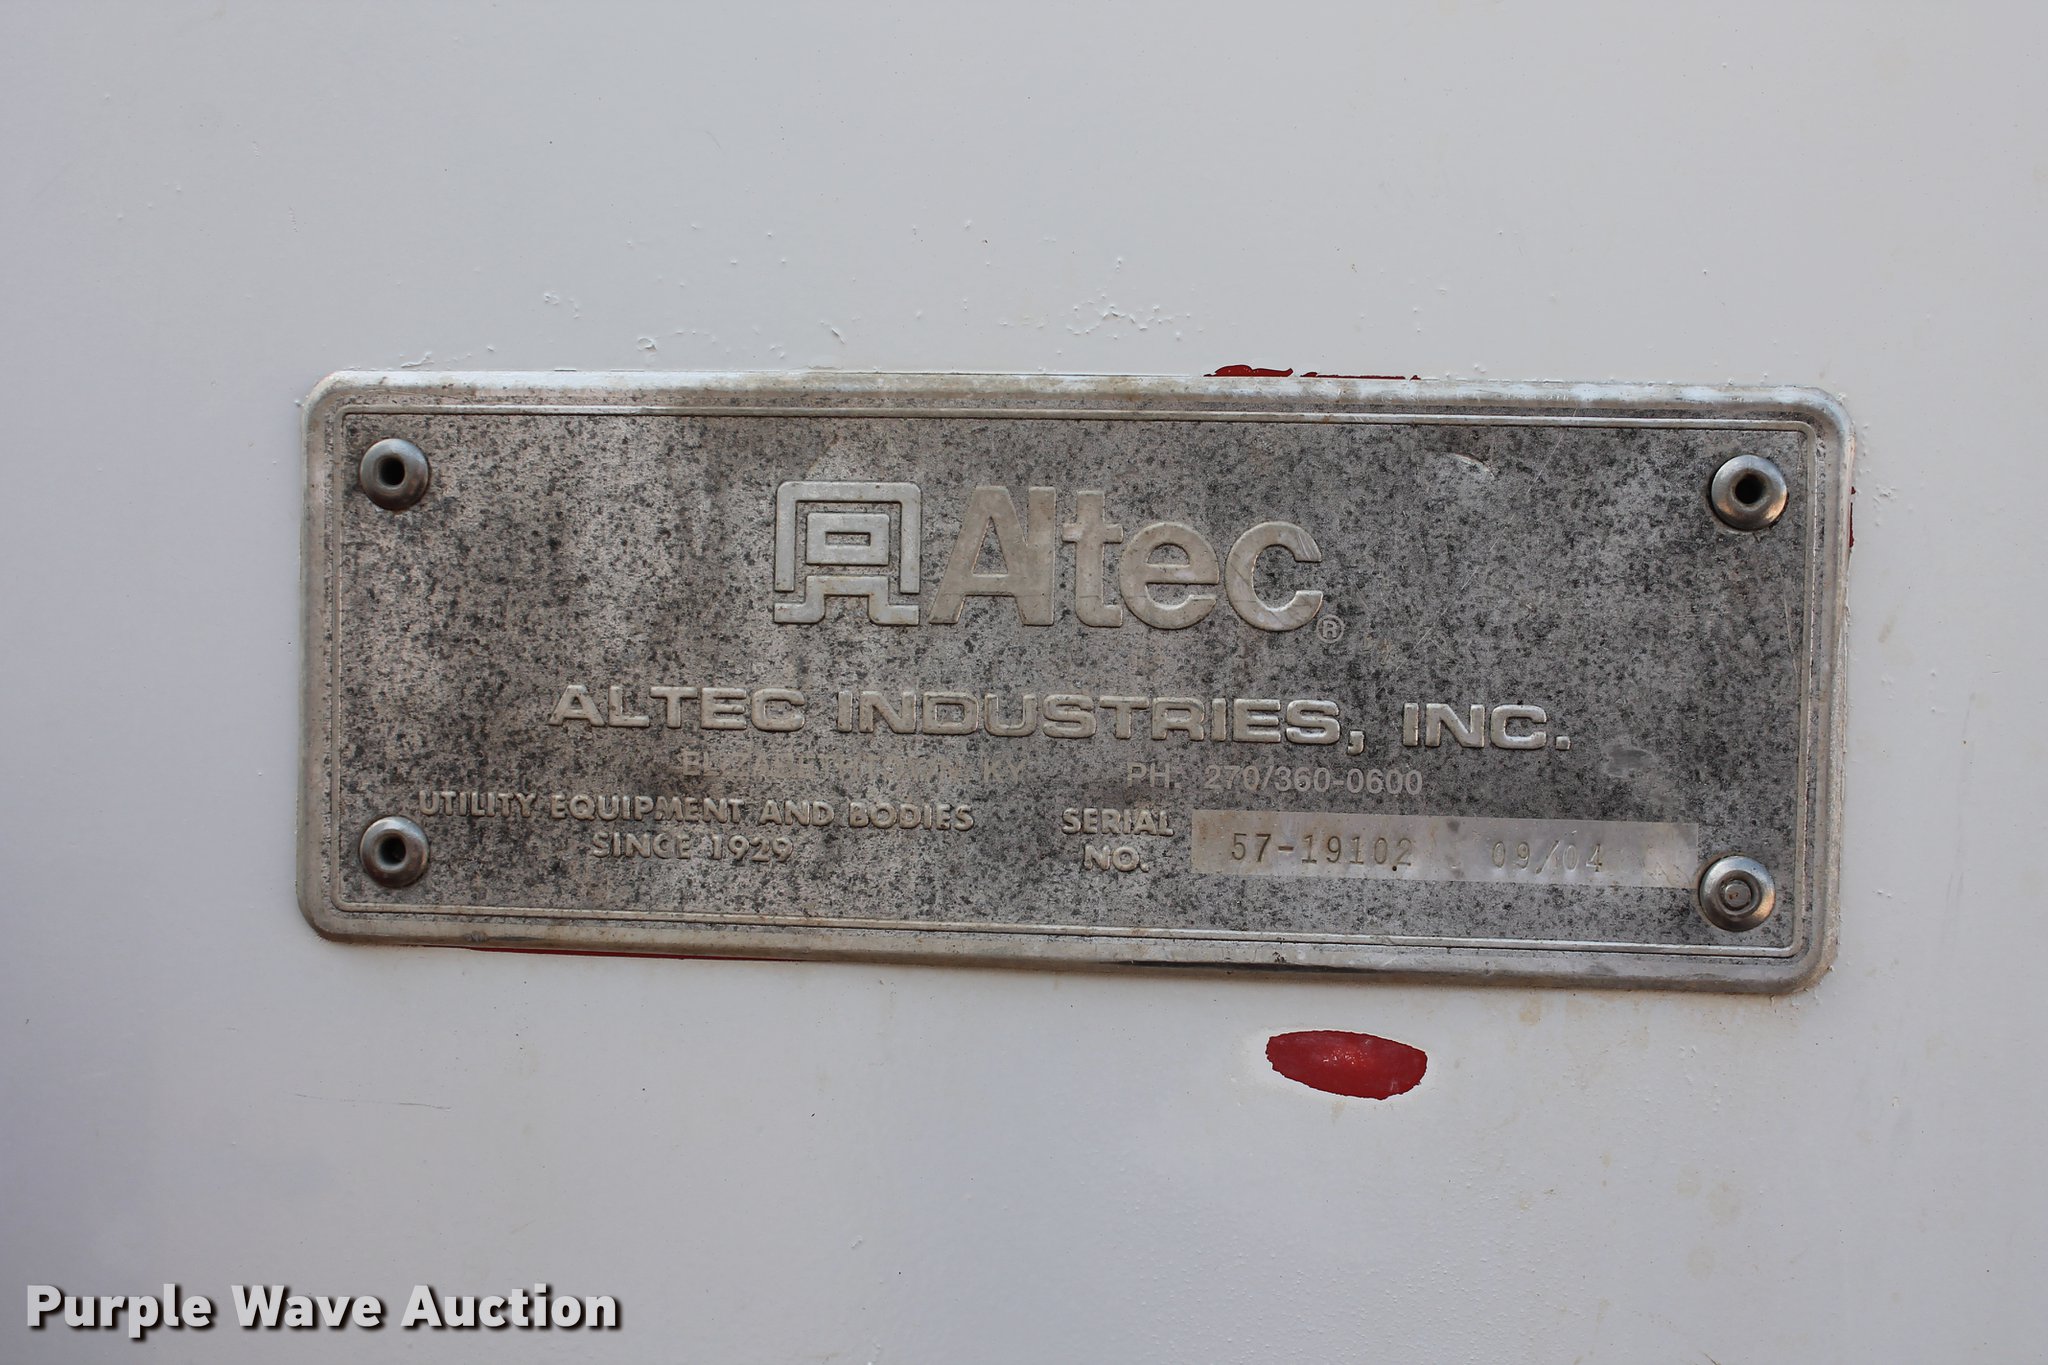 Altec®
ALTEC INDUSTRIES, INC.
ELIZABETHTOWN, KY PH. 270/360-0600
UTILITY EQUIPMENT AND BODIES
SINCE 1929
SERIAL
NO.
57-19102 09/04
Purple Wave Auction